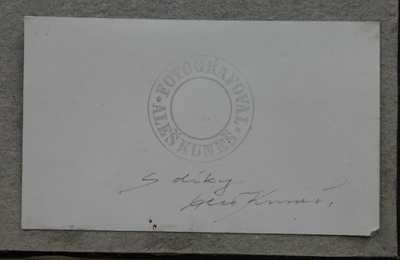 FOTOGRAFOVAL
ALEŠ KUNEŠ
S díky
Aleš Kuneš,